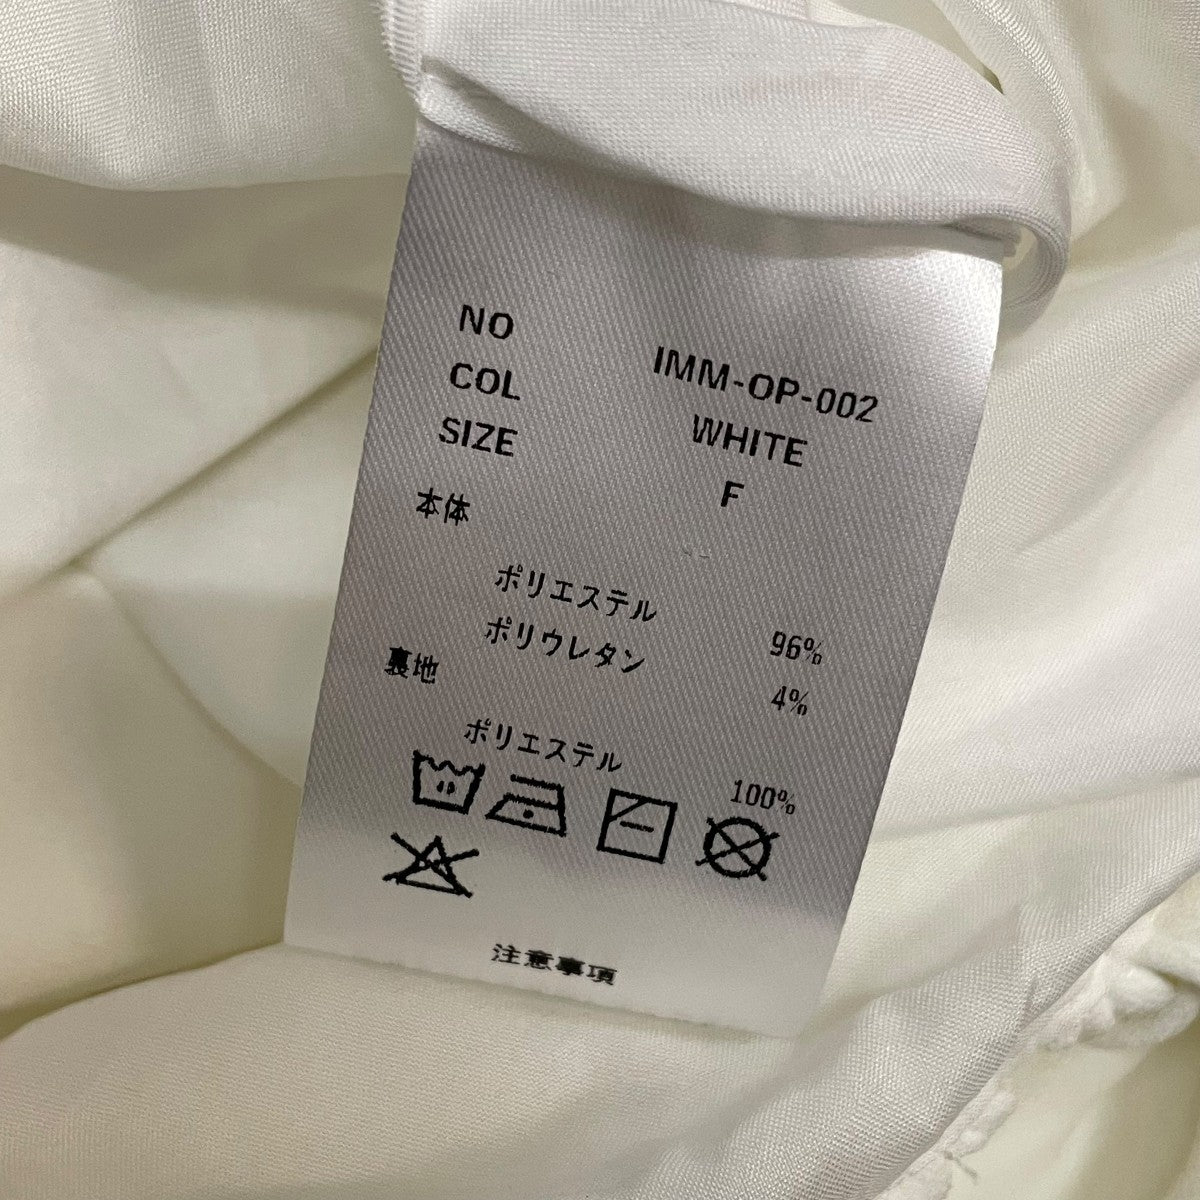 NO IMM-OP-002
COL WHITE
SIZE F
本体
ポリエステル 96%
ポリウレタン 4%
裏地
ポリエステル 100%
注意事項